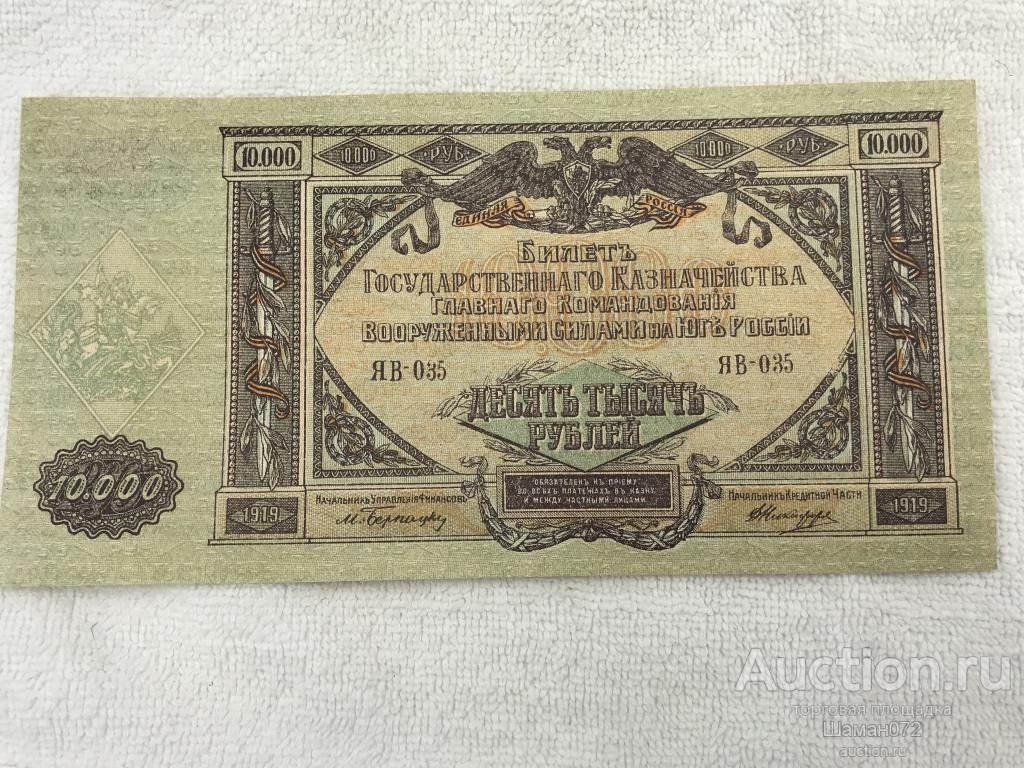 10.000
10.000
РУБ.
10.000
РУБ.
10.000
ЕДИНАЯ
РОССІЯ
БИЛЕТЪ
ГОСУДАРСТВЕННАГО КАЗНАЧЕЙСТВА
ГЛАВНАГО КОМАНДОВАНІЯ
ВООРУЖЕННЫМИ СИЛАМИ НА ЮГѢ РОССІИ
ЯВ-035
ЯВ-035
ДЕСЯТЬ ТЫСЯЧЪ
РУБЛЕЙ
10.000
ОБЯЗАТЕЛЕНЪ КЪ ПРІЕМУ
ВО ВСѢХЪ ПЛАТЕЖАХЪ ВЪ КАЗНУ
И МЕЖДУ ЧАСТНЫМИ ЛИЦАМИ.
НАЧАЛЬНИКЪ УПРАВЛЕНІЯ ФИНАНСОВЪ
НАЧАЛЬНИКЪ КРЕДИТНОЙ ЧАСТИ
1919
М. Бернацкій
1919
Auction.ru
торговая площадка
Шаман072
auction.ru